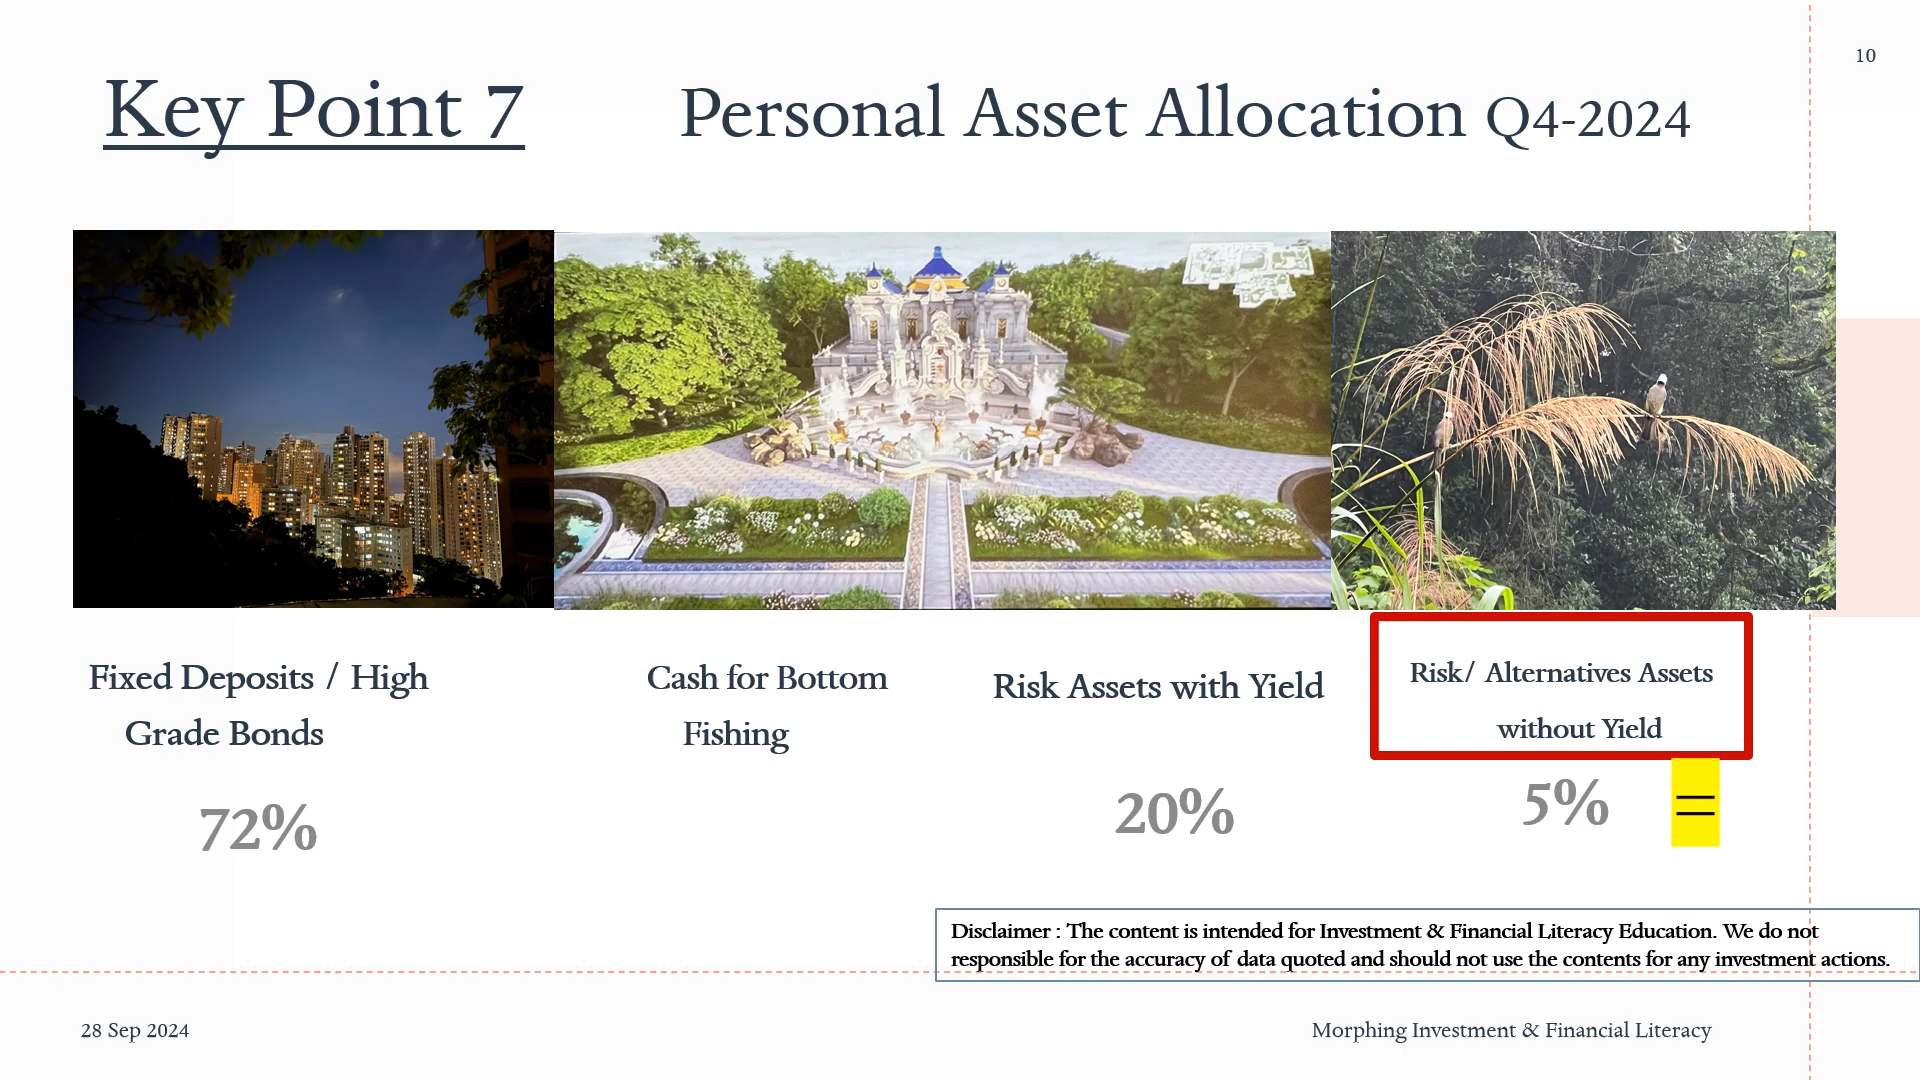 10
Key Point 7
Personal Asset Allocation Q4-2024
Fixed Deposits / High
Grade Bonds
72%
Cash for Bottom
Fishing
Risk Assets with Yield
20%
Risk/ Alternatives Assets
without Yield
5% =
Disclaimer : The content is intended for Investment & Financial Literacy Education. We do not
responsible for the accuracy of data quoted and should not use the contents for any investment actions.
28 Sep 2024
Morphing Investment & Financial Literacy